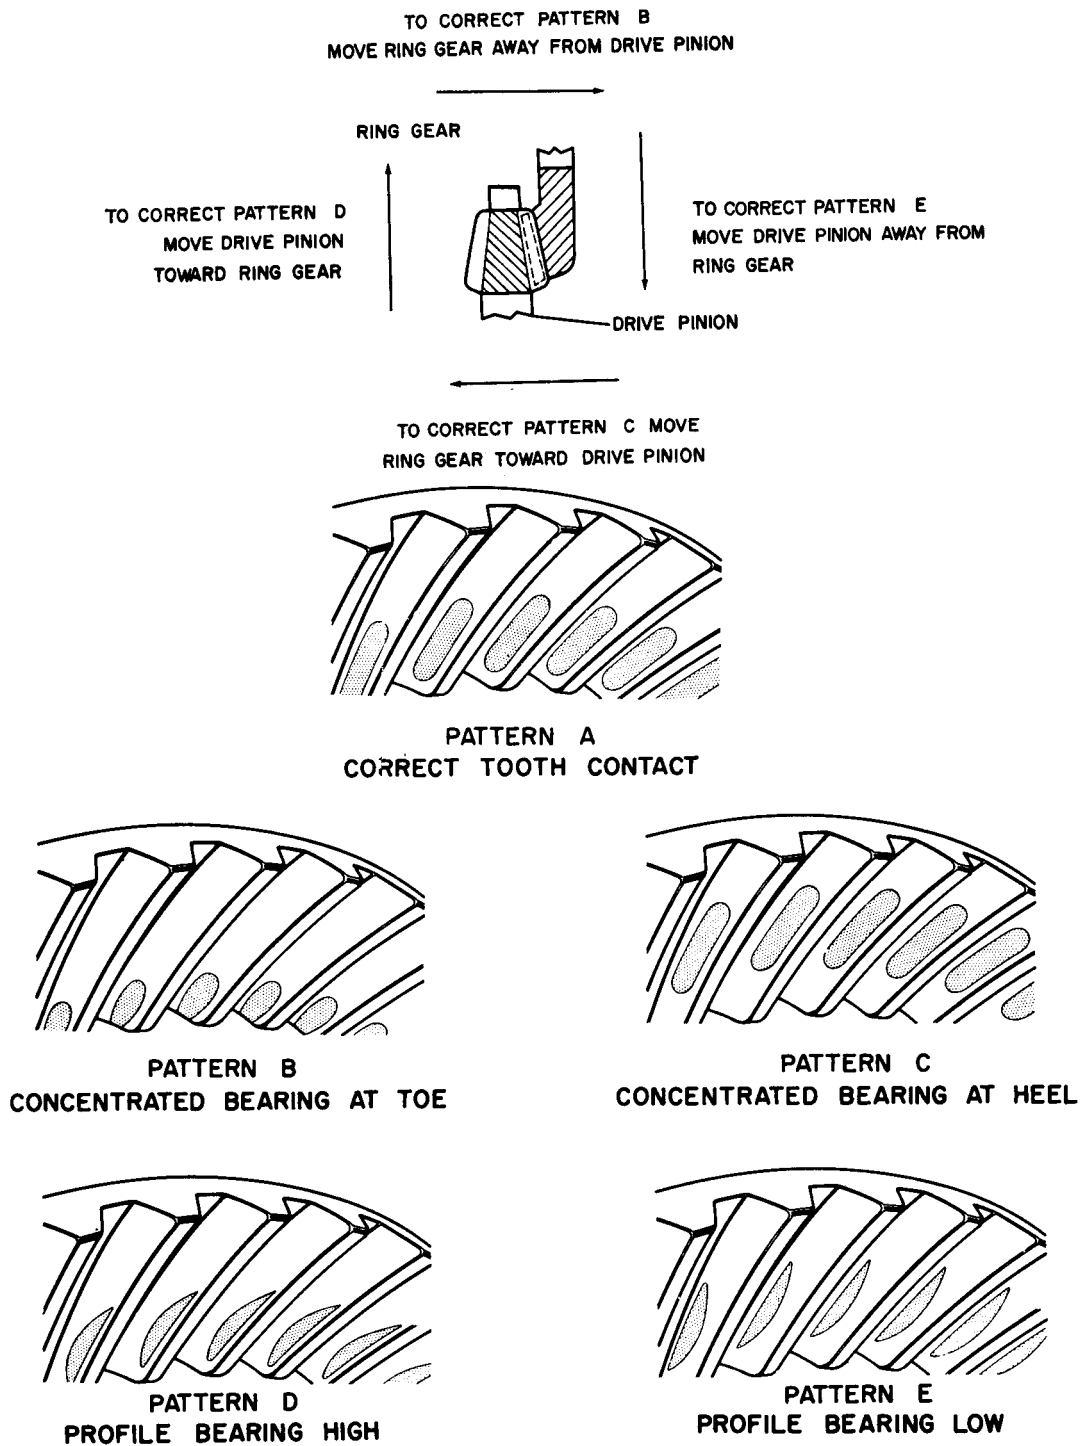 TO CORRECT PATTERN B
MOVE RING GEAR AWAY FROM DRIVE PINION
RING GEAR
TO CORRECT PATTERN D
MOVE DRIVE PINION
TOWARD RING GEAR
TO CORRECT PATTERN E
MOVE DRIVE PINION AWAY FROM
RING GEAR
DRIVE PINION
TO CORRECT PATTERN C MOVE
RING GEAR TOWARD DRIVE PINION
PATTERN A
CORRECT TOOTH CONTACT
PATTERN B
CONCENTRATED BEARING AT TOE
PATTERN C
CONCENTRATED BEARING AT HEEL
PATTERN D
PROFILE BEARING HIGH
PATTERN E
PROFILE BEARING LOW